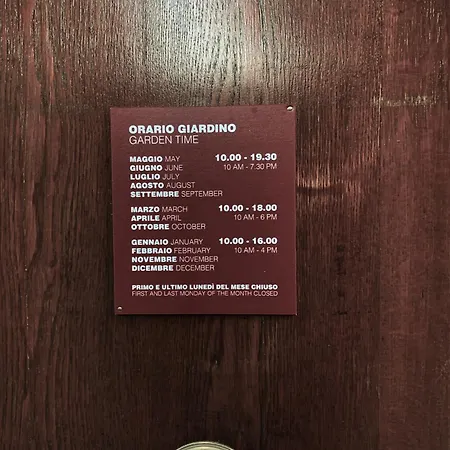 ORARIO GIARDINO
GARDEN TIME
MAGGIO MAY 10.00 - 19.30
GIUGNO JUNE 10 AM - 7.30 PM
LUGLIO JULY
AGOSTO AUGUST
SETTEMBRE SEPTEMBER
MARZO MARCH 10.00 - 18.00
APRILE APRIL 10 AM - 6 PM
OTTOBRE OCTOBER
GENNAIO JANUARY 10.00 - 16.00
FEBBRAIO FEBRUARY 10 AM - 4 PM
NOVEMBRE NOVEMBER
DICEMBRE DECEMBER
PRIMO E ULTIMO LUNEDÌ DEL MESE CHIUSO
FIRST AND LAST MONDAY OF THE MONTH CLOSED